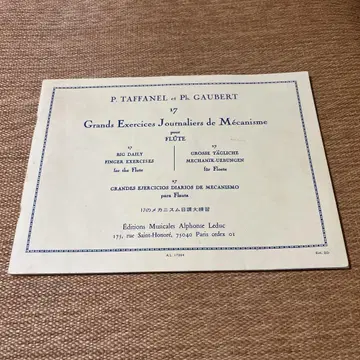 P. TAFFANEL et Ph. GAUBERT
17
Grands Exercices Journaliers de Mécanisme
pour
FLÛTE
17
BIG DAILY
FINGER EXERCISES
for the Flute
17
GROSSE TÄGLICHE
MECHANIK-UEBUNGEN
für Floete
17
GRANDES EJERCICIOS DIARIOS DE MECANISMO
para Flauta
17のメカニスム日課大練習
Éditions Musicales Alphonse Leduc
175, rue Saint-Honoré, 75040 Paris cedex 01